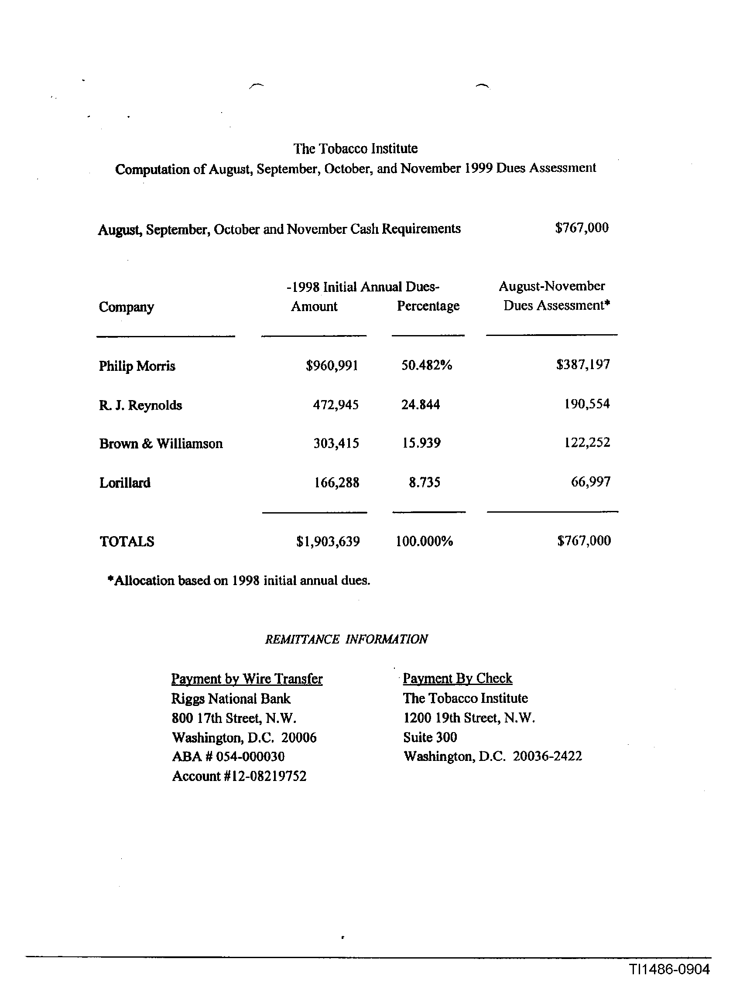 The Tobacco Institute
Computation of August, September, October, and November 1999 Dues Assessment
August, September, October and November Cash Requirements $767,000
-1998 Initial Annual Dues- August-November
Company Amount Percentage Dues Assessment*
Philip Morris $960,991 50.482% $387,197
R. J. Reynolds 472,945 24.844 190,554
Brown & Williamson 303,415 15.939 122,252
Lorillard 166,288 8.735 66,997
TOTALS $1,903,639 100.000% $767,000
*Allocation based on 1998 initial annual dues.
REMITTANCE INFORMATION
Payment by Wire Transfer Payment By Check
Riggs National Bank The Tobacco Institute
800 17th Street, N.W. 1200 19th Street, N.W.
Washington, D.C. 20006 Suite 300
ABA # 054-000030 Washington, D.C. 20036-2422
Account #12-08219752
TI1486-0904